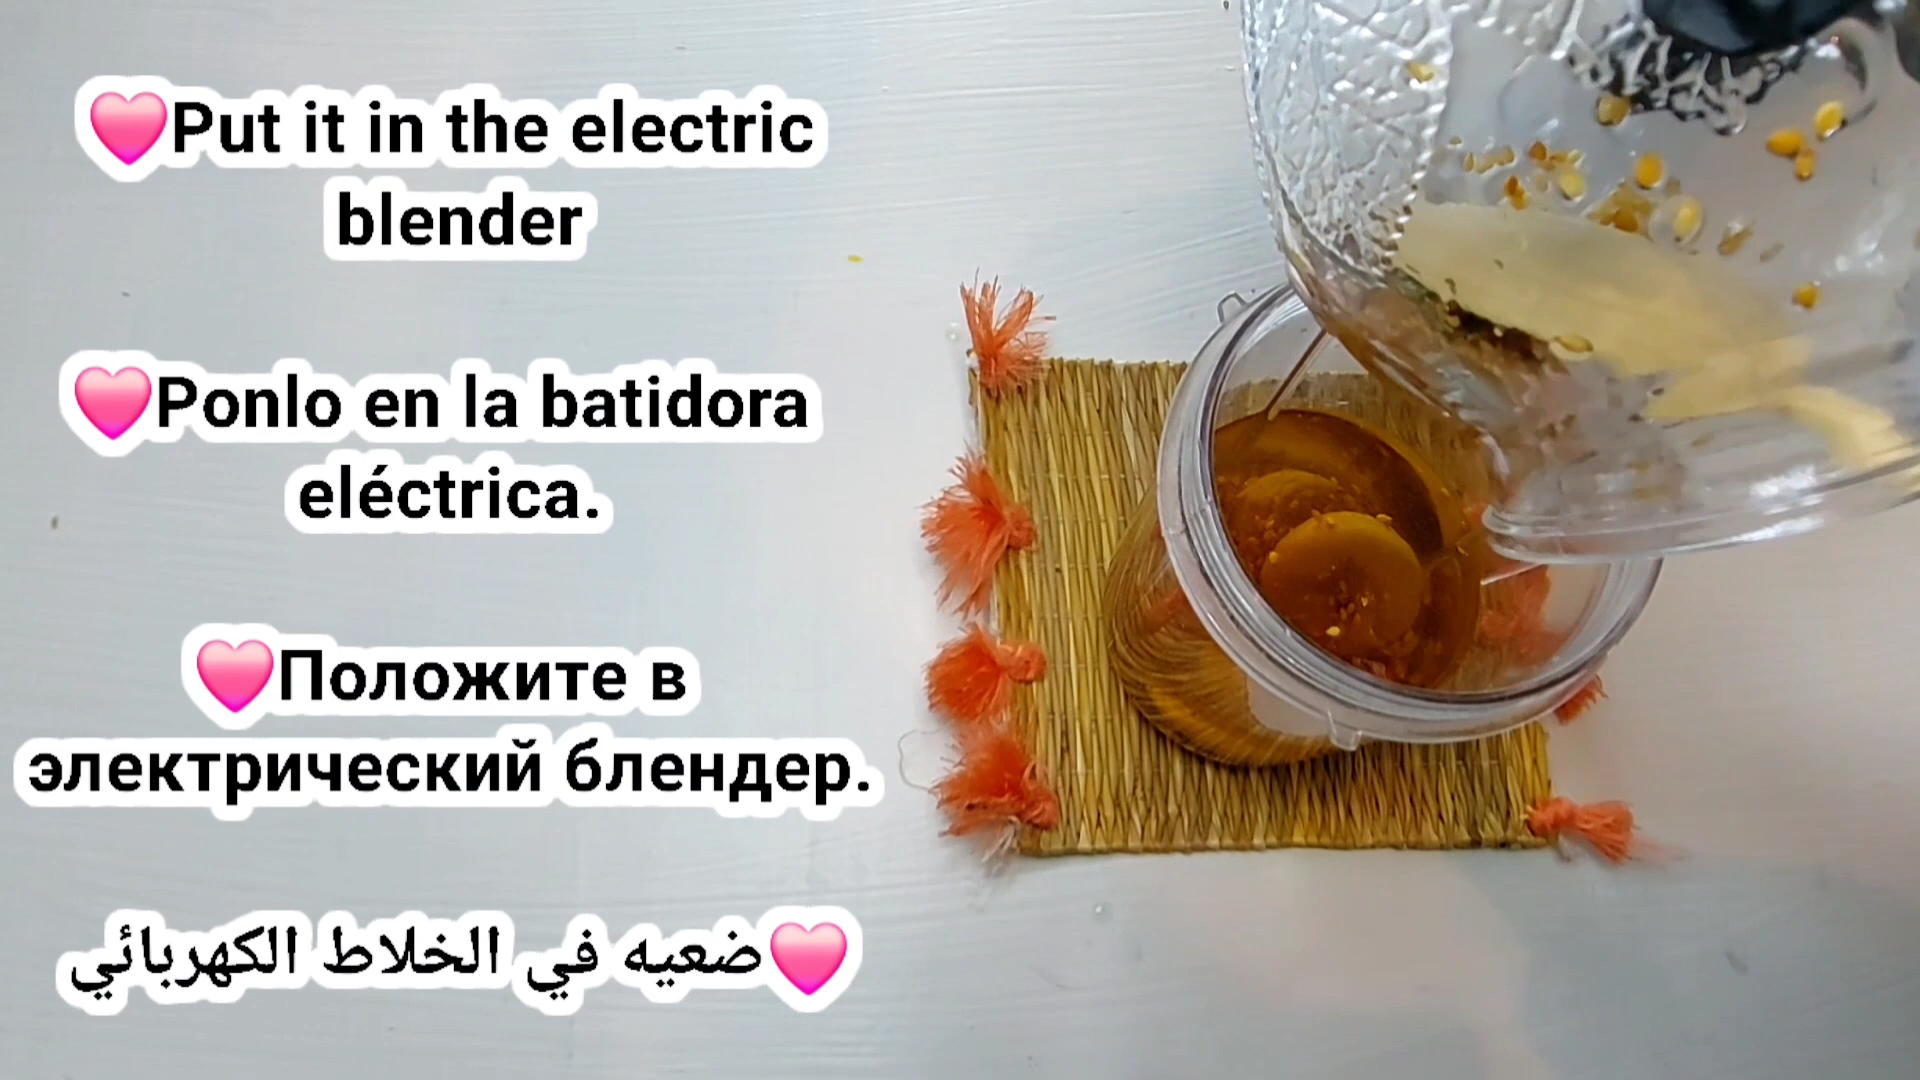 🩷Put it in the electric
blender
🩷Ponlo en la batidora
eléctrica.
🩷Положите в
электрический блендер.
🩷ضعيه في الخلاط الكهربائي